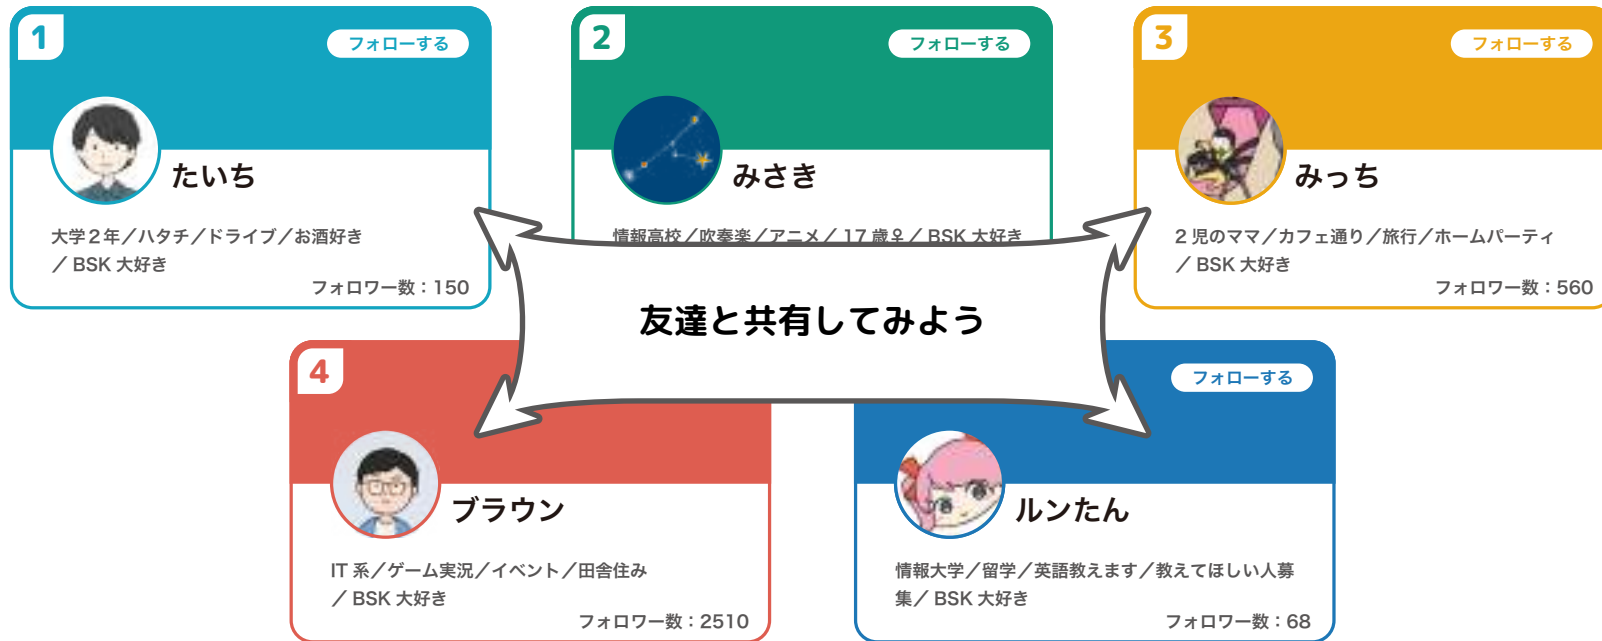 1
フォローする
たいち
大学２年／ハタチ／ドライブ／お酒好き
／ BSK 大好き
フォロワー数：150
2
フォローする
みさき
情報高校／吹奏楽／アニメ／ 17 歳♀／ BSK 大好き
3
フォローする
みっち
2 児のママ／カフェ通り／旅行／ホームパーティ
／ BSK 大好き
フォロワー数：560
友達と共有してみよう
4
ブラウン
IT 系／ゲーム実況／イベント／田舎住み
／ BSK 大好き
フォロワー数：2510
フォローする
ルンたん
情報大学／留学／英語教えます／教えてほしい人募
集／ BSK 大好き
フォロワー数：68